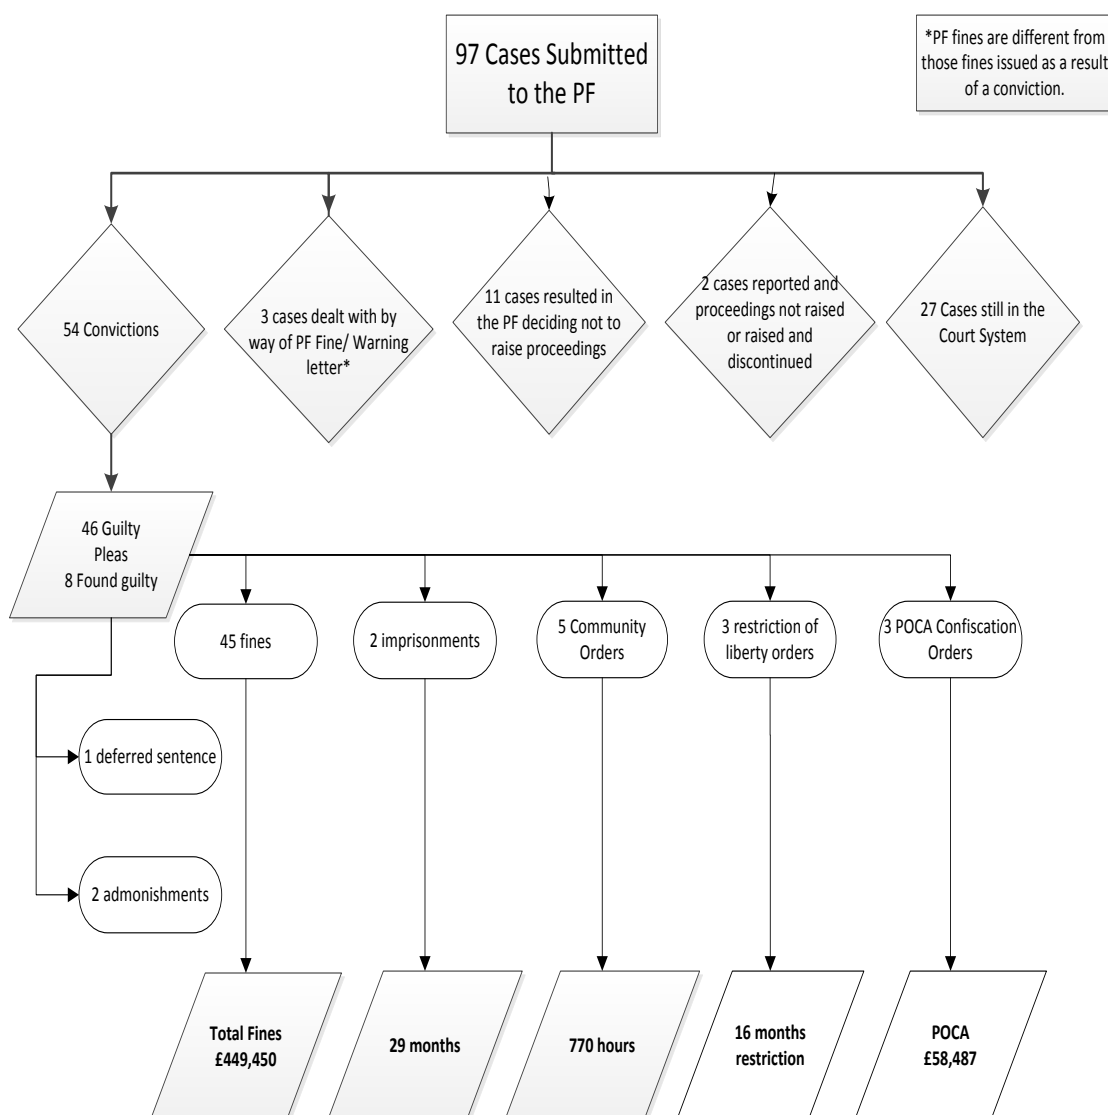 97 Cases Submitted
to the PF
*PF fines are different from
those fines issued as a result
of a conviction.
54 Convictions
3 cases dealt with by
way of PF Fine/ Warning
letter*
11 cases resulted in
the PF deciding not to
raise proceedings
2 cases reported and
proceedings not raised
or raised and
discontinued
27 Cases still in the
Court System
46 Guilty
Pleas
8 Found guilty
45 fines
2 imprisonments
5 Community
Orders
3 restriction of
liberty orders
3 POCA Confiscation
Orders
1 deferred sentence
2 admonishments
Total Fines
£449,450
29 months
770 hours
16 months
restriction
POCA
£58,487